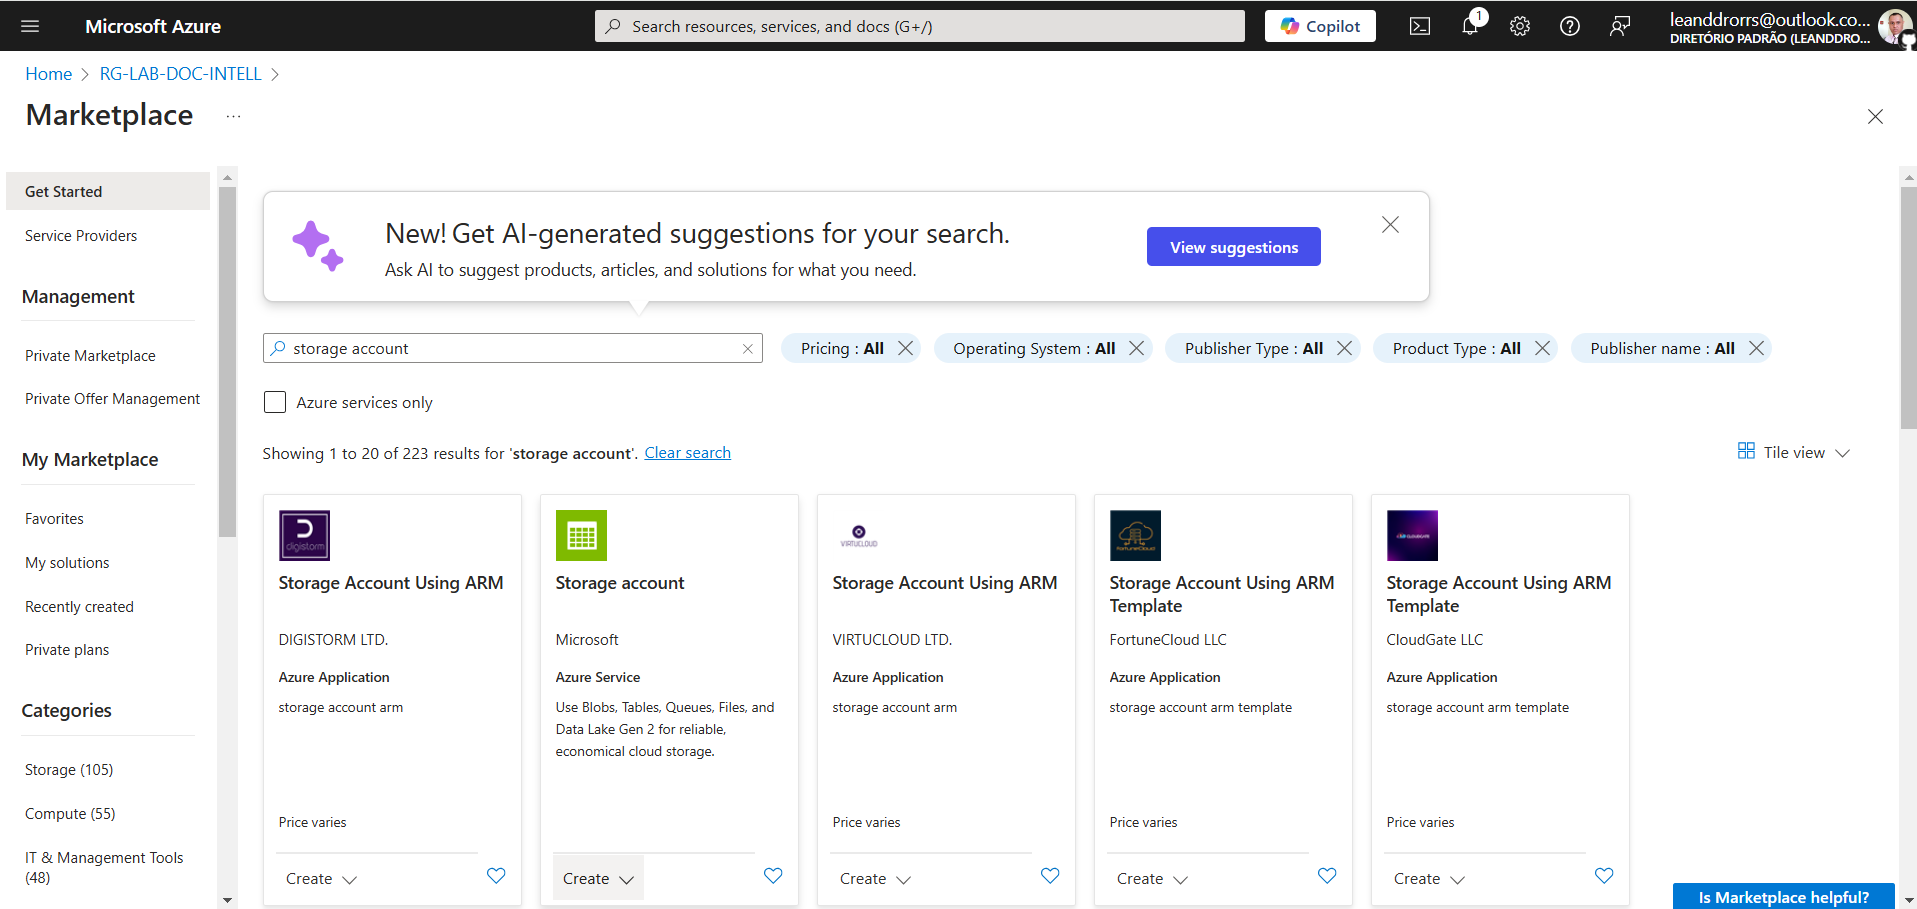 Microsoft Azure
Search resources, services, and docs (G+/)
Copilot
1
leanddrorrs@outlook.co...
DIRETÓRIO PADRÃO (LEANDDRO...
Home
RG-LAB-DOC-INTELL
Marketplace
...
Get Started
Service Providers
Management
Private Marketplace
Private Offer Management
My Marketplace
Favorites
My solutions
Recently created
Private plans
Categories
Storage (105)
Compute (55)
IT & Management Tools
(48)
New! Get AI-generated suggestions for your search.
Ask AI to suggest products, articles, and solutions for what you need.
View suggestions
storage account
Pricing : All
Operating System : All
Publisher Type : All
Product Type : All
Publisher name : All
Azure services only
Showing 1 to 20 of 223 results for 'storage account'. Clear search
Tile view
digistorm
Storage Account Using ARM
DIGISTORM LTD.
Azure Application
storage account arm
Price varies
Create
Storage account
Microsoft
Azure Service
Use Blobs, Tables, Queues, Files, and
Data Lake Gen 2 for reliable,
economical cloud storage.
Create
VIRTUCLOUD
Storage Account Using ARM
VIRTUCLOUD LTD.
Azure Application
storage account arm
Price varies
Create
FortuneCloud
Storage Account Using ARM
Template
FortuneCloud LLC
Azure Application
storage account arm template
Price varies
Create
Storage Account Using ARM
Template
CloudGate LLC
Azure Application
storage account arm template
Price varies
Create
Is Marketplace helpful?